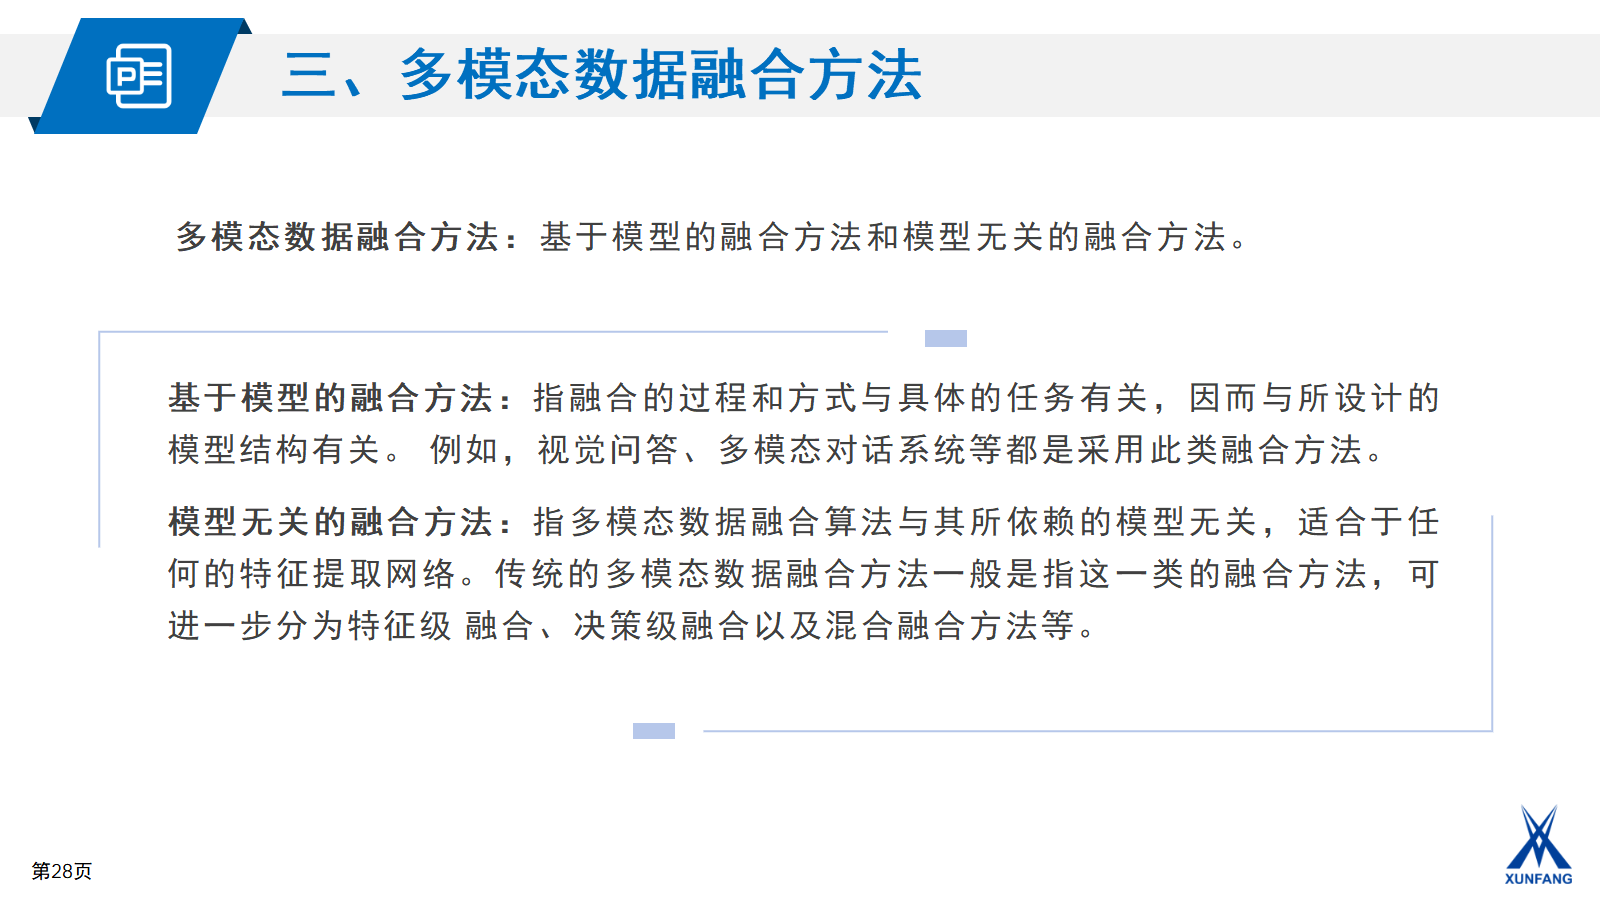 三、多模态数据融合方法
多模态数据融合方法：基于模型的融合方法和模型无关的融合方法。
基于模型的融合方法：指融合的过程和方式与具体的任务有关，因而与所设计的
模型结构有关。 例如，视觉问答、多模态对话系统等都是采用此类融合方法。
模型无关的融合方法：指多模态数据融合算法与其所依赖的模型无关，适合于任
何的特征提取网络。传统的多模态数据融合方法一般是指这一类的融合方法，可
进一步分为特征级 融合、决策级融合以及混合融合方法等。
第28页
XUNFANG